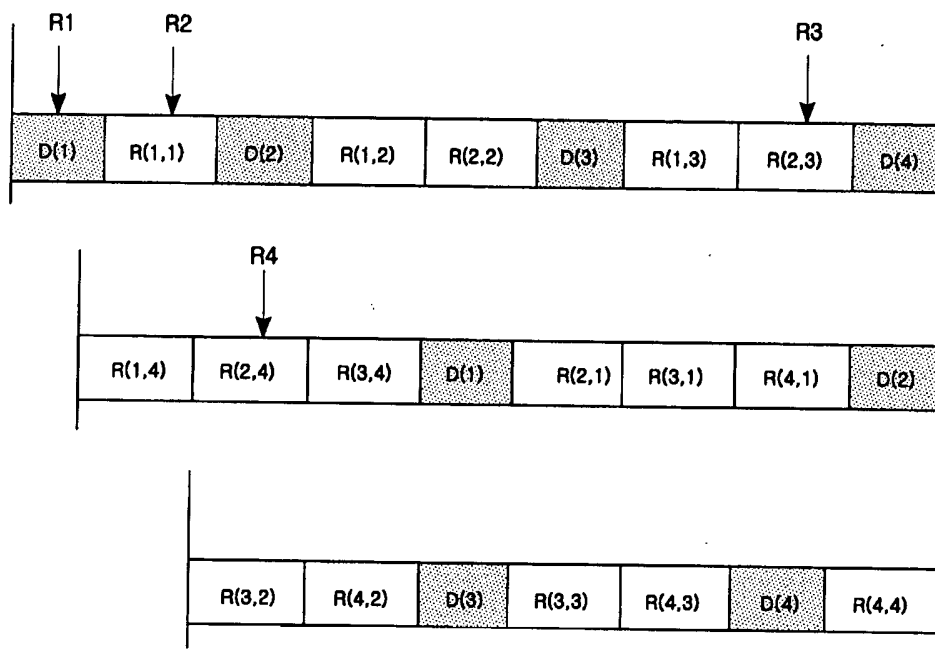 R1 R2 R3
D(1) R(1,1) D(2) R(1,2) R(2,2) D(3) R(1,3) R(2,3) D(4)
R4
R(1,4) R(2,4) R(3,4) D(1) R(2,1) R(3,1) R(4,1) D(2)
R(3,2) R(4,2) D(3) R(3,3) R(4,3) D(4) R(4,4)